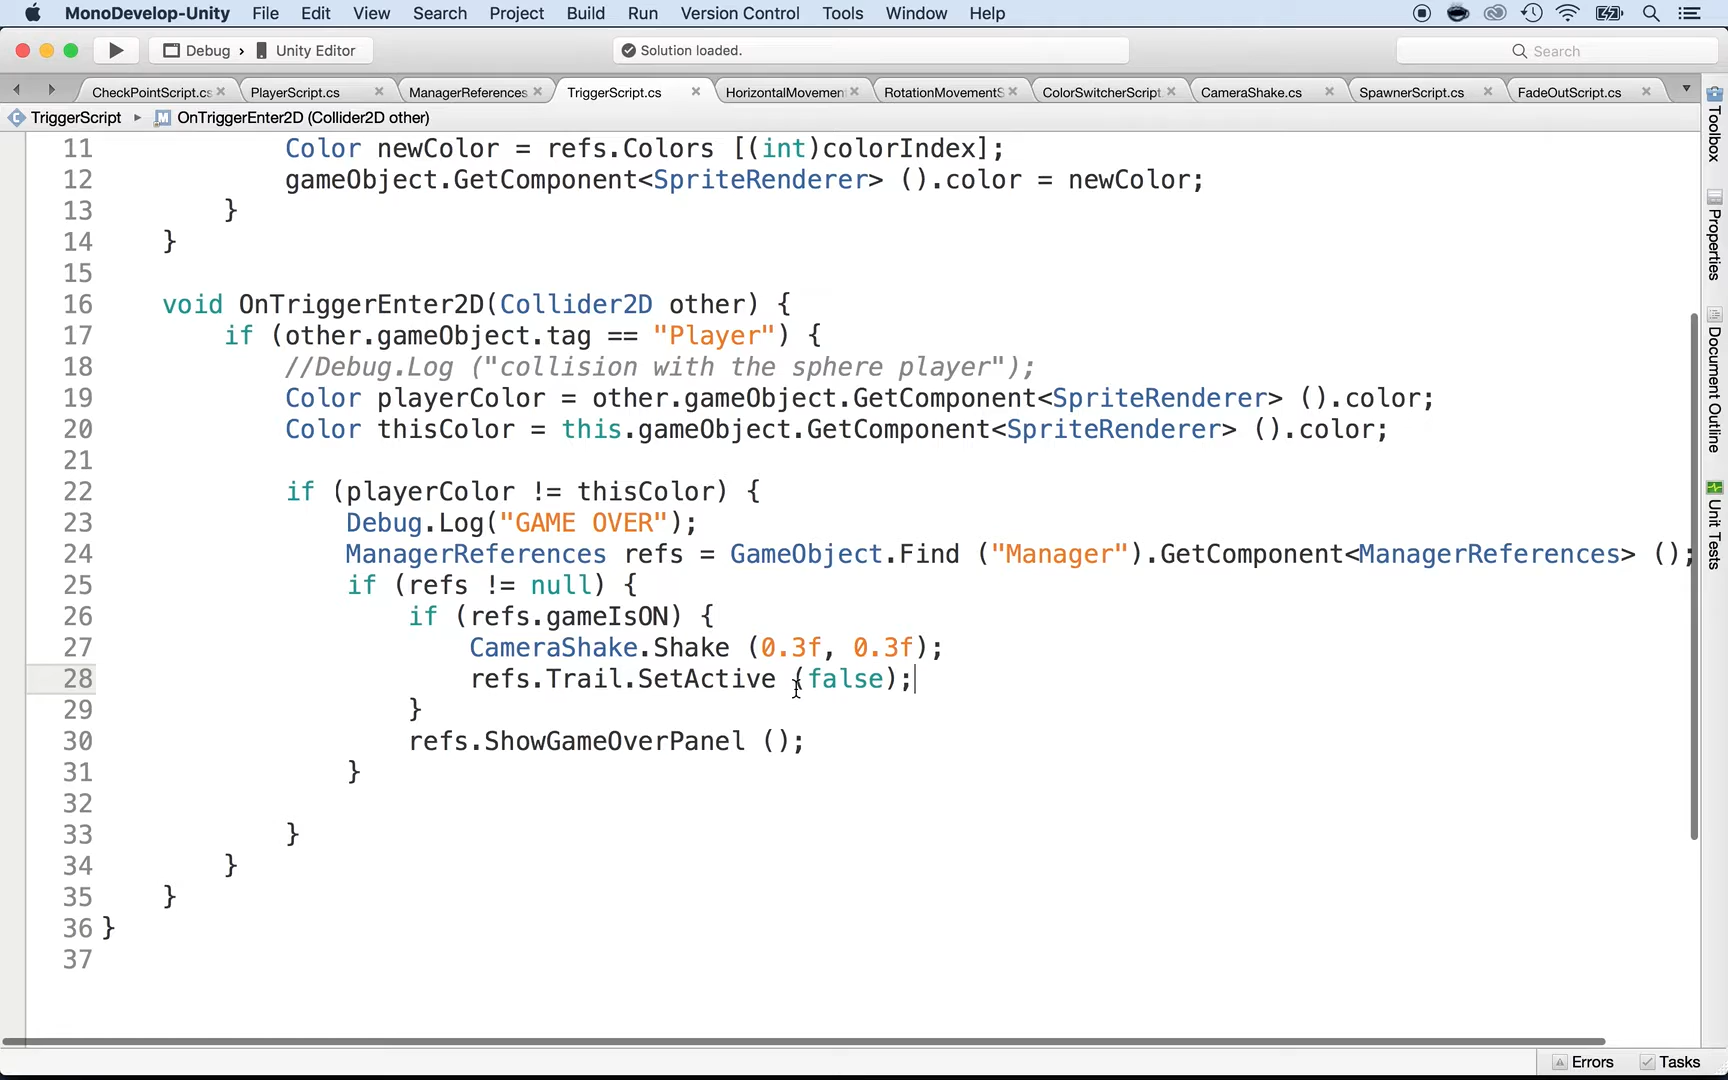 MonoDevelop-Unity File Edit View Search Project Build Run Version Control Tools Window Help
Debug › Unity Editor Solution loaded. Search
CheckPointScript.cs PlayerScript.cs ManagerReferences TriggerScript.cs HorizontalMovement RotationMovementS ColorSwitcherScript CameraShake.cs SpawnerScript.cs FadeOutScript.cs
TriggerScript OnTriggerEnter2D (Collider2D other)
11 Color newColor = refs.Colors [(int)colorIndex];
12 gameObject.GetComponent<SpriteRenderer> ().color = newColor;
13 }
14 }
15
16 void OnTriggerEnter2D(Collider2D other) {
17 if (other.gameObject.tag == "Player") {
18 //Debug.Log ("collision with the sphere player");
19 Color playerColor = other.gameObject.GetComponent<SpriteRenderer> ().color;
20 Color thisColor = this.gameObject.GetComponent<SpriteRenderer> ().color;
21
22 if (playerColor != thisColor) {
23 Debug.Log("GAME OVER");
24 ManagerReferences refs = GameObject.Find ("Manager").GetComponent<ManagerReferences> ();
25 if (refs != null) {
26 if (refs.gameIsON) {
27 CameraShake.Shake (0.3f, 0.3f);
28 refs.Trail.SetActive (false);
29 }
30 refs.ShowGameOverPanel ();
31 }
32
33 }
34 }
35 }
36 }
37
Toolbox
Properties
Document Outline
Unit Tests
Errors Tasks